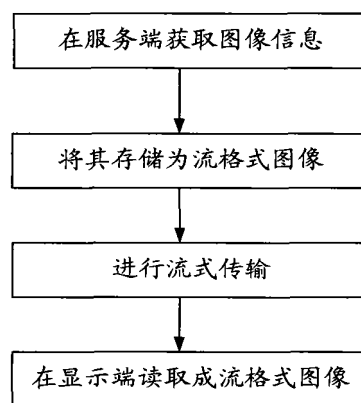 在服务端获取图像信息
将其存储为流格式图像
进行流式传输
在显示端读取成流格式图像